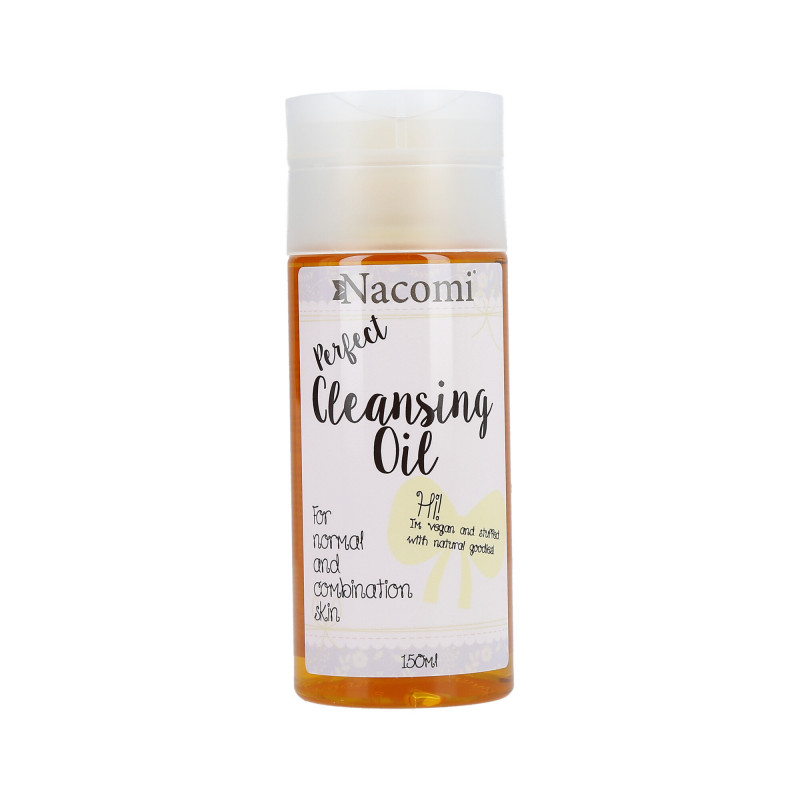 Nacomi
Perfect
Cleansing
Oil
Hi!
I'm vegan and stuffed
with natural goodies!
For
normal
and
combination
skin
150ml